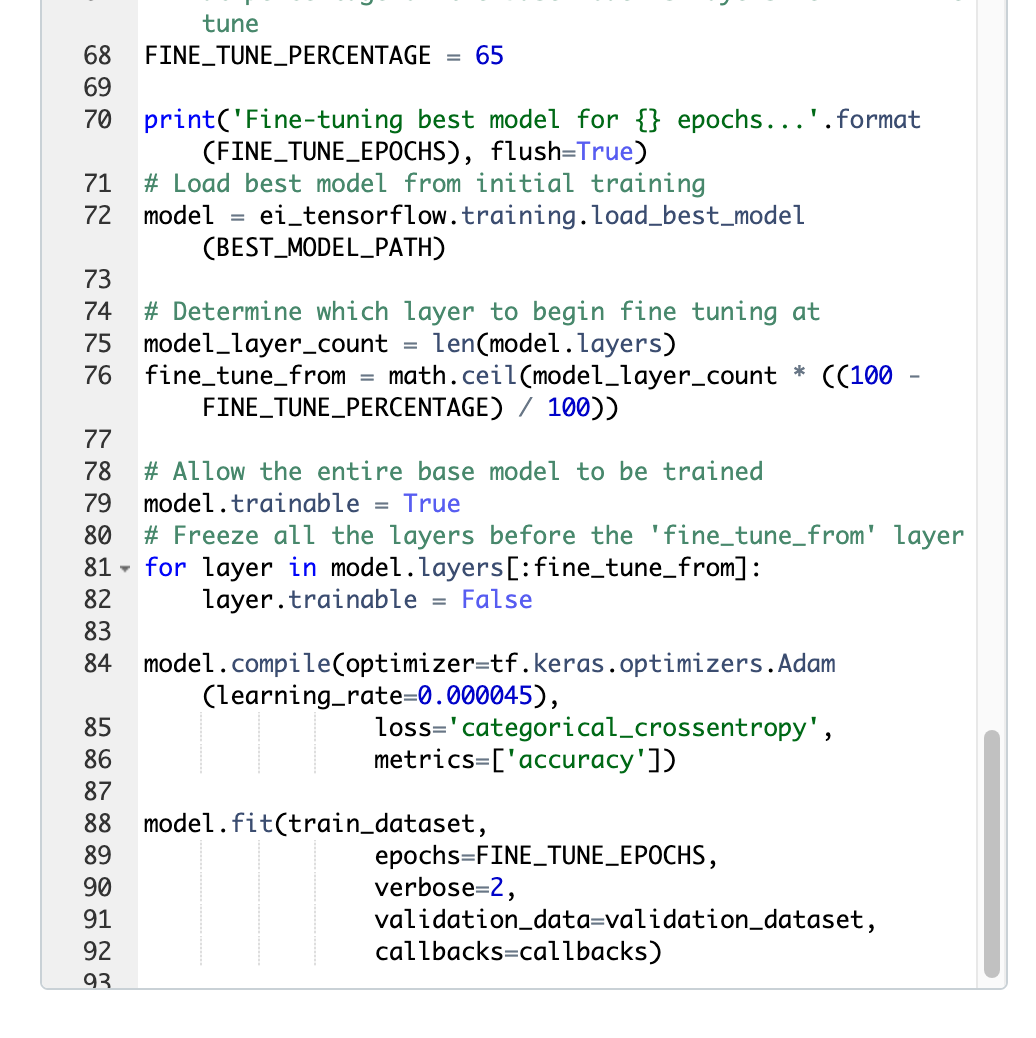 tune
68 FINE_TUNE_PERCENTAGE = 65
69
70 print('Fine-tuning best model for {} epochs...'.format
(FINE_TUNE_EPOCHS), flush=True)
71 # Load best model from initial training
72 model = ei_tensorflow.training.load_best_model
(BEST_MODEL_PATH)
73
74 # Determine which layer to begin fine tuning at
75 model_layer_count = len(model.layers)
76 fine_tune_from = math.ceil(model_layer_count * ((100 -
FINE_TUNE_PERCENTAGE) / 100))
77
78 # Allow the entire base model to be trained
79 model.trainable = True
80 # Freeze all the layers before the 'fine_tune_from' layer
81 for layer in model.layers[:fine_tune_from]:
82 layer.trainable = False
83
84 model.compile(optimizer=tf.keras.optimizers.Adam
(learning_rate=0.000045),
85 loss='categorical_crossentropy',
86 metrics=['accuracy'])
87
88 model.fit(train_dataset,
89 epochs=FINE_TUNE_EPOCHS,
90 verbose=2,
91 validation_data=validation_dataset,
92 callbacks=callbacks)
93